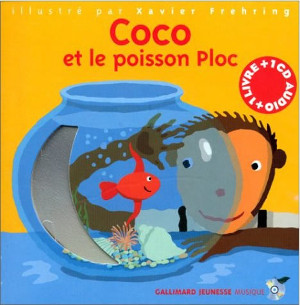 illustré par Xavier Frehring
Coco
et le poisson Ploc
1 LIVRE + 1 CD AUDIO +
GALLIMARD JEUNESSE MUSIQUE